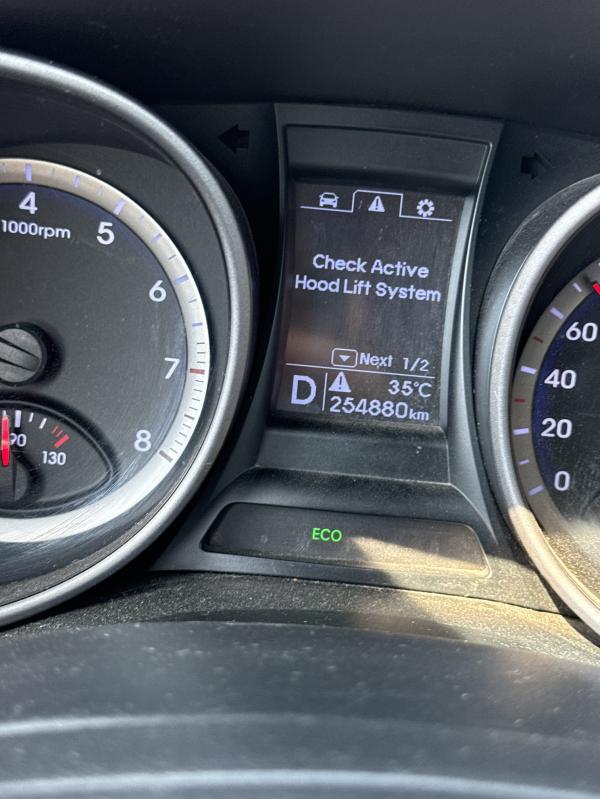 4
1000rpm
5
6
7
8
90
130
Check Active
Hood Lift System
Next 1/2
D
35°C
254880km
ECO
60
40
20
0